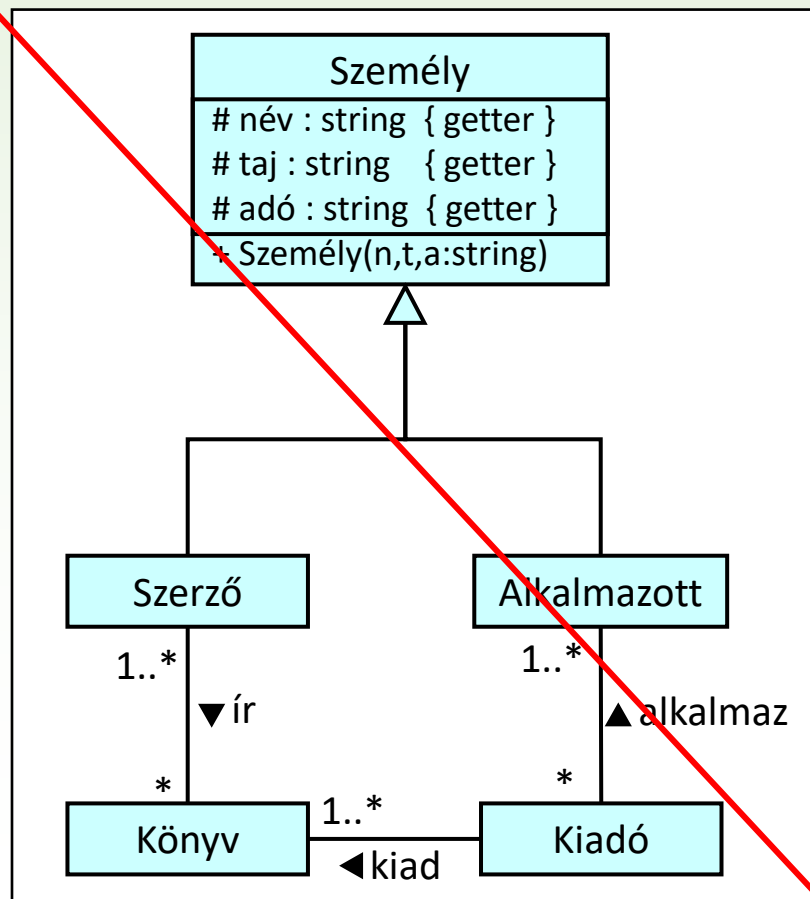 Személy
# név : string { getter }
# taj : string { getter }
# adó : string { getter }
+ Személy(n,t,a:string)
Szerző
Alkalmazott
1..*
1..*
▼ ír
▲ alkalmaz
*
*
Könyv
1..*
Kiadó
◀ kiad